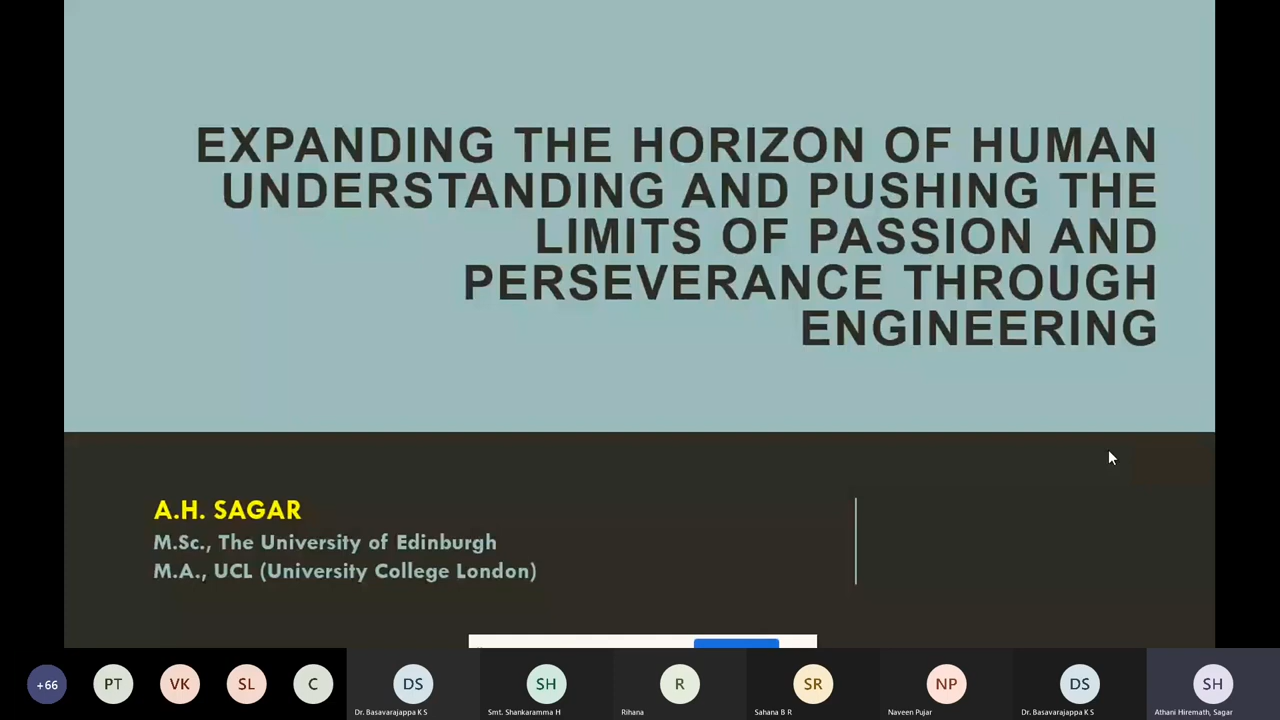 EXPANDING THE HORIZON OF HUMAN
UNDERSTANDING AND PUSHING THE
LIMITS OF PASSION AND
PERSEVERANCE THROUGH
ENGINEERING
A.H. SAGAR
M.Sc., The University of Edinburgh
M.A., UCL (University College London)
+66
PT
VK
SL
C
DS
SH
R
SR
NP
DS
SH
Dr. Basavarajappa K S
Smt. Shankaramma H
Rihana
Sahana B R
Naveen Pujar
Dr. Basavarajappa K S
Athani Hiremath, Sagar